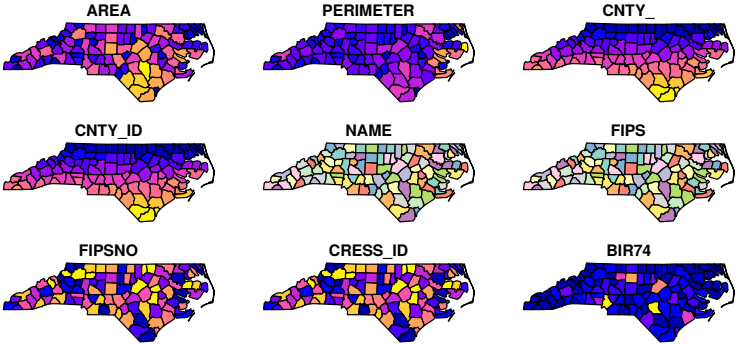 AREA PERIMETER CNTY_
CNTY_ID NAME FIPS
FIPSNO CRESS_ID BIR74